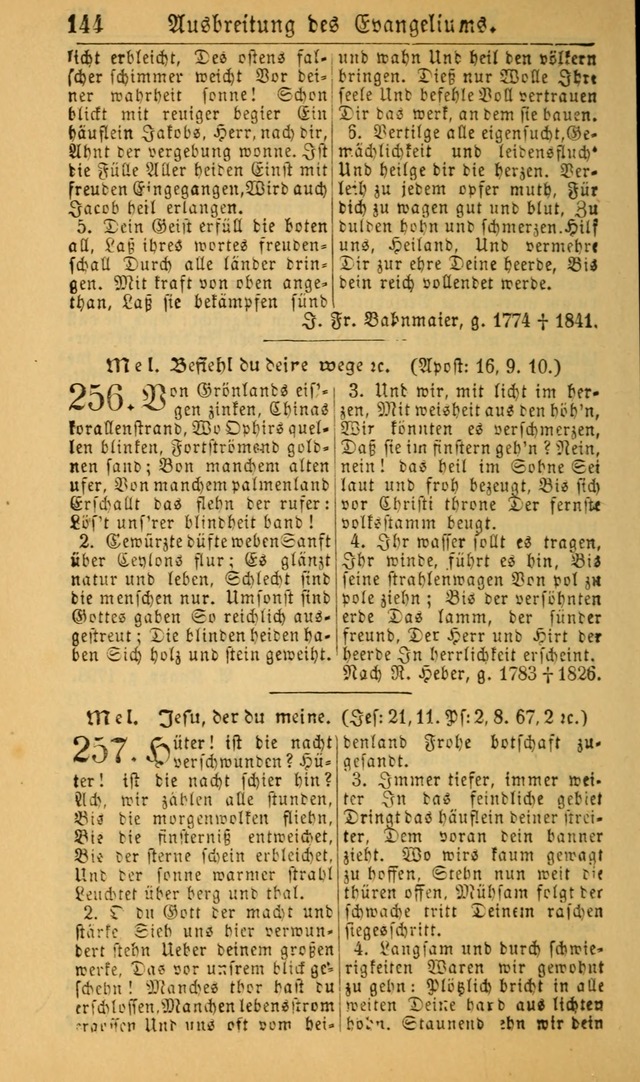 144 Ausbreitung des Evangeliums.
licht erbleicht, Des ostens fal-
scher schimmer weicht Vor dei-
ner wahrheit sonne! Schon
blickt mit reuiger begier Ein
häuflein Jakobs, Herr, nach dir,
Ahnt der vergebung wonne. Ist
die Fülle Aller heiden Einst mit
freuden Eingegangen, Wird auch
Jacob heil erlangen.
5. Dein Geist erfüll die boten
all, Laß ihres wortes freuden-
schall Durch alle länder drin-
gen. Mit kraft von oben ange-
than, Laß sie bekämpfen sünd
und wahn Und heil den völkern
bringen. Dieß nur Wolle Ihre
seele Und befehle Voll vertrauen
Dir das werk, an dem sie bauen.
6. Vertilge alle eigensucht, Ge-
mächlichkeit und leidensflucht
Und heilge dir die herzen. Ver-
leih zu jedem opfer muth, Für
dich zu wagen gut und blut, Zu
dulden hohn und schmerzen. Hilf
uns, Heiland, Und vermehre
Dir zur ehre Deine heerde, Bis
dein reich vollendet werde.
J. Fr. Bahnmaier, g. 1774 † 1841.
Mel. Befiehl du deine wege ꝛc. (Apost: 16, 9. 10.)
256. Von Grönlands eis'-
gen zinken, Chinas
korallenstrand, Wo Ophirs quel-
len blinken, Fortströmend gold-
nen sand; Von manchem alten
ufer, Von manchem palmenland
Erschallt das flehn der rufer:
Lös't uns'rer blindheit band!
2. Gewürzte düfte weben Sanft
über Ceylons flur; Es glänzt
natur und leben, Schlecht sind
die menschen nur. Umsonst sind
Gottes gaben So reichlich aus-
gestreut; Die blinden heiden ha-
ben Sich holz und stein geweiht.
3. Und wir, mit licht im her-
zen, Mit weisheit aus den höh'n,
Wir könnten es verschmerzen,
Daß sie im finstern geh'n? Nein,
nein! das heil im Sohne Sei
laut und froh bezeugt, Bis sich
vor Christi throne Der fernste
volksstamm beugt.
4. Ihr wasser sollt es tragen,
Ihr winde, führt es hin, Bis
seine strahlenwagen Von pol zu
pole ziehn; Bis der versöhnten
erde Das lamm, der sünder
freund, Der Herr und Hirt der
heerde In herrlichkeit erscheint.
Nach R. Heber, g. 1783 † 1826.
Mel. Jesu, der du meine. (Jes: 21, 11. Ps: 2, 8. 67, 2 ꝛc.)
257. Hüter! ist die nacht
verschwunden? Hü-
ter! ist die nacht schier hin?
Ach, wir zählen alle stunden,
Bis die morgenwolken fliehn,
Bis die finsterniß entweichet,
Bis der sterne schein erbleichet,
Und der sonne warmer strahl
Leuchtet über berg und thal.
2. O du Gott der macht und
stärke Sieh uns hier verwun-
dert stehn Ueber deinem großen
werke, Das vor unsrem blick ge-
schehn! Manches thor hast du
erschlossen, Manchen lebensstrom
Und uns oft vom hei-
denland Frohe botschaft zu-
gesandt.
3. Immer tiefer, immer wei-
ter In das feindliche gebiet
Dringt das häuflein deiner strei-
ter, Dem voran dein banner
zieht. Wo wirs kaum gewagt
zu hoffen, Stehn nun weit die
thüren offen, Mühsam folgt der
schwache tritt Deinem raschen
siegesschritt.
4. Langsam und durch schwie-
rigkeiten Waren wir gewohnt
zu gehn: Plötzlich bricht in alle
weiten Deine hand aus lichten
höhn. Staunend sehn wir dein